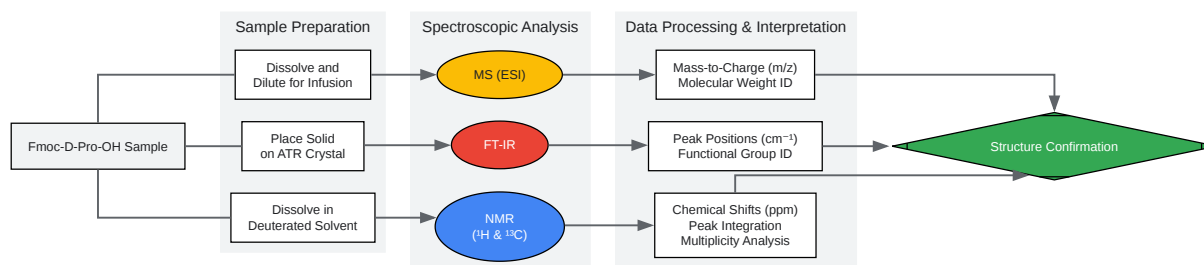 Sample Preparation
Spectroscopic Analysis
Data Processing & Interpretation
Dissolve and
Dilute for Infusion
MS (ESI)
Mass-to-Charge (m/z)
Molecular Weight ID
Fmoc-D-Pro-OH Sample
Place Solid
on ATR Crystal
FT-IR
Peak Positions (cm⁻¹)
Functional Group ID
Structure Confirmation
Dissolve in
Deuterated Solvent
NMR
(¹H & ¹³C)
Chemical Shifts (ppm)
Peak Integration
Multiplicity Analysis